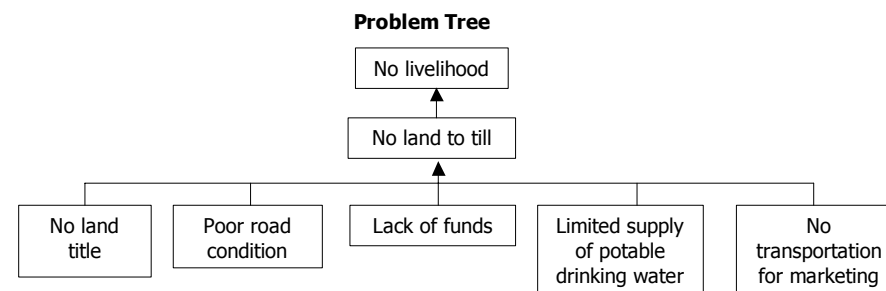 Problem Tree
No livelihood
No land to till
No land
title
Poor road
condition
Lack of funds
Limited supply
of potable
drinking water
No
transportation
for marketing